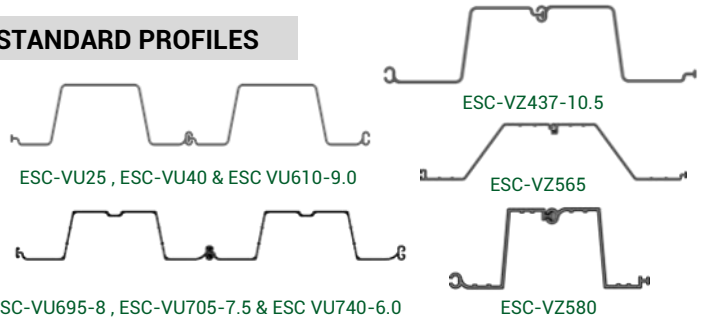 STANDARD PROFILES
ESC-VZ437-10.5
ESC-VU25 , ESC-VU40 & ESC VU610-9.0
ESC-VZ565
SC-VU695-8 , ESC-VU705-7.5 & ESC VU740-6.0
ESC-VZ580